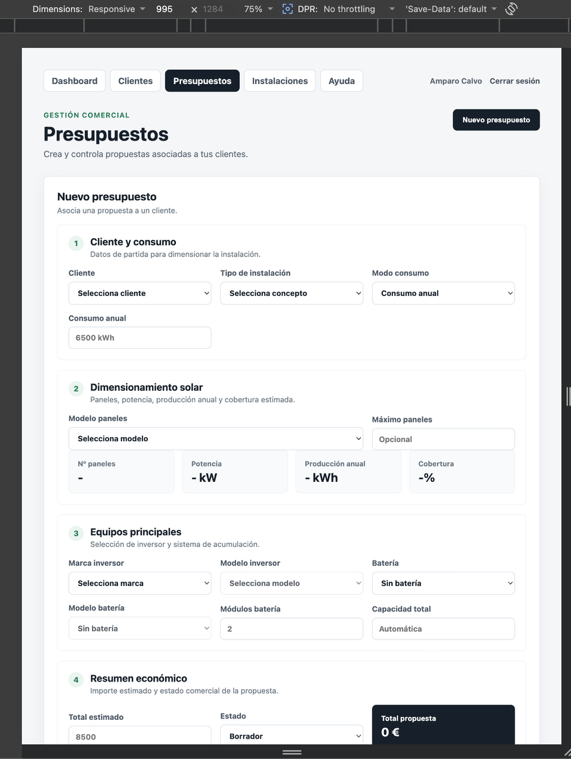 Dimensions: Responsive 995 × 1284 75% DPR: No throttling 'Save-Data': default
Dashboard Clientes Presupuestos Instalaciones Ayuda Amparo Calvo Cerrar sesión
GESTIÓN COMERCIAL
Presupuestos
Nuevo presupuesto
Crea y controla propuestas asociadas a tus clientes.
Nuevo presupuesto
Asocia una propuesta a un cliente.
1 Cliente y consumo
Datos de partida para dimensionar la instalación.
Cliente Tipo de instalación Modo consumo
Selecciona cliente Selecciona concepto Consumo anual
Consumo anual
6500 kWh
2 Dimensionamiento solar
Paneles, potencia, producción anual y cobertura estimada.
Modelo paneles Máximo paneles
Selecciona modelo Opcional
Nº paneles Potencia Producción anual Cobertura
- - kW - kWh -%
3 Equipos principales
Selección de inversor y sistema de acumulación.
Marca inversor Modelo inversor Batería
Selecciona marca Selecciona modelo Sin batería
Modelo batería Módulos batería Capacidad total
Sin batería 2 Automática
4 Resumen económico
Importe estimado y estado comercial de la propuesta.
Total estimado Estado Total propuesta
8500 Borrador 0 €